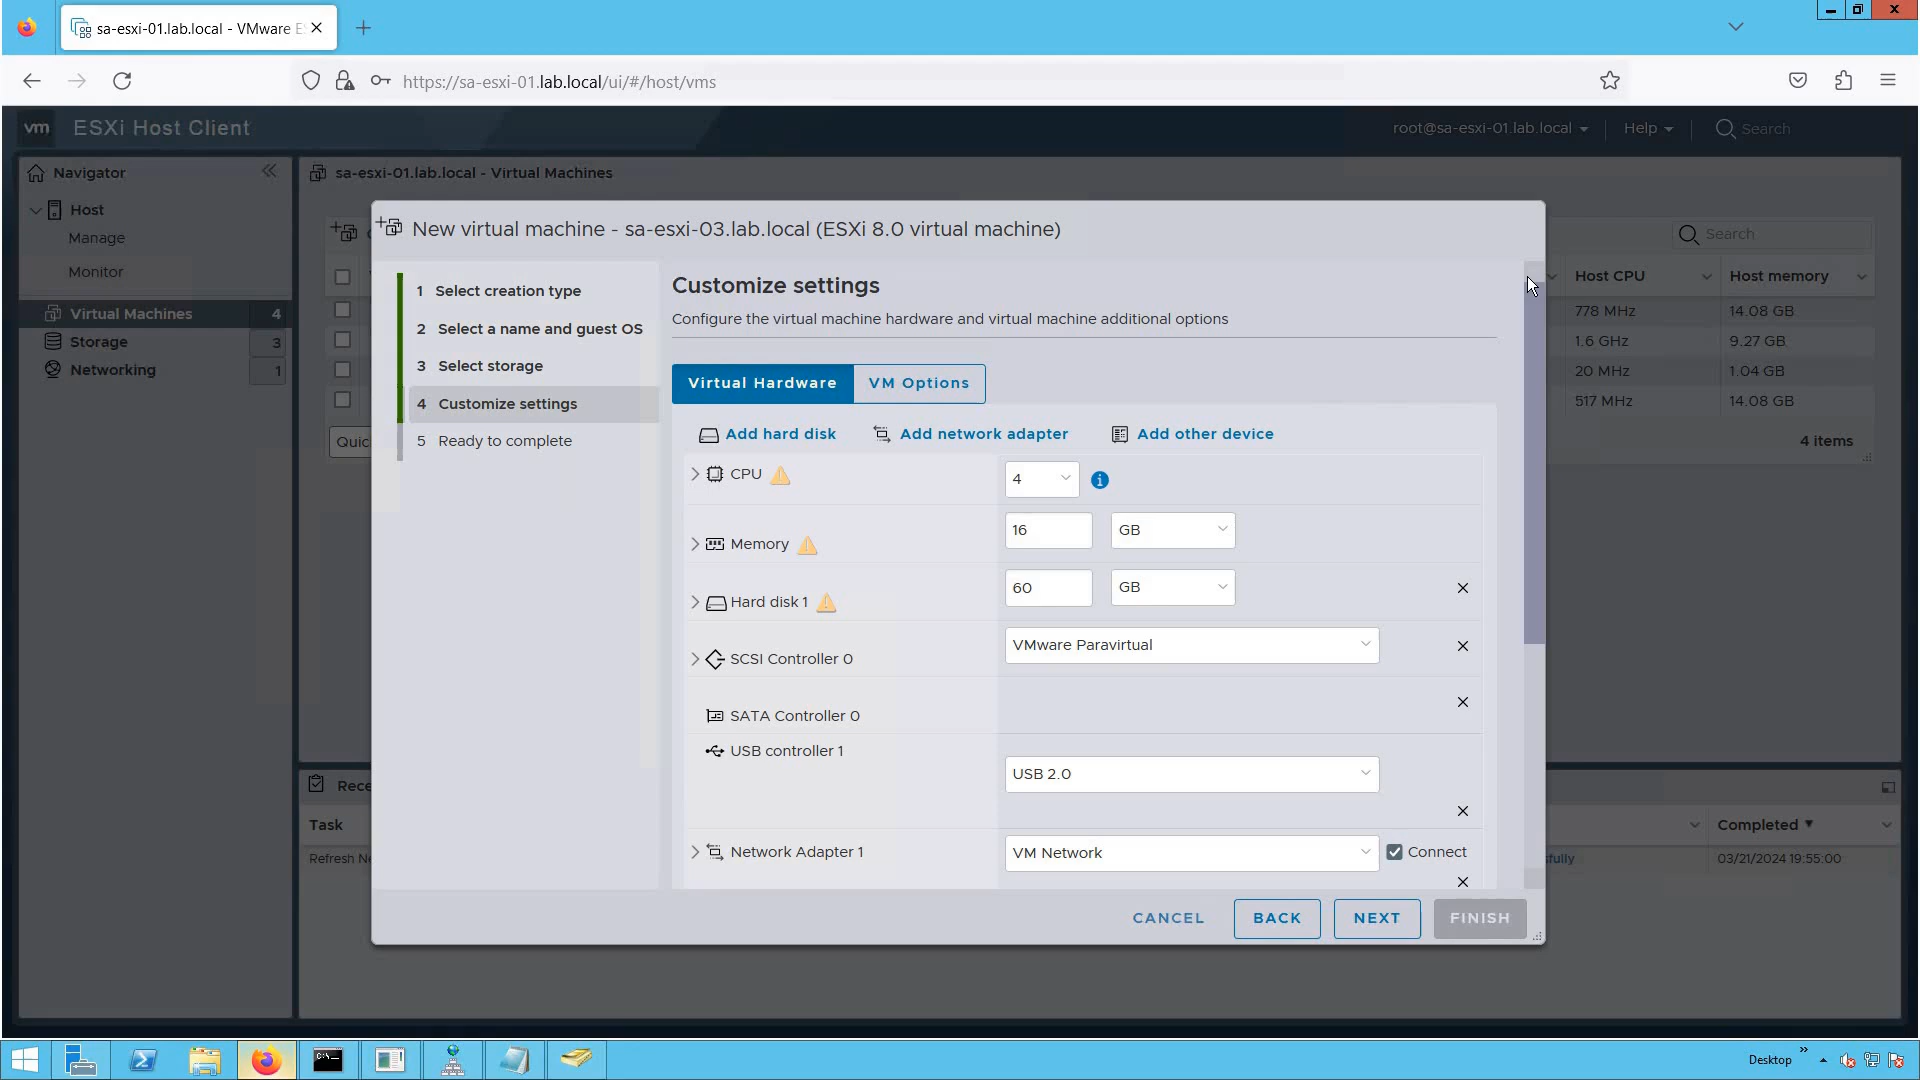 sa-esxi-01.lab.local - VMware E
https://sa-esxi-01.lab.local/ui/#/host/vms
vm ESXi Host Client
root@sa-esxi-01.lab.local
Help
Search
Navigator
Host
Manage
Monitor
Virtual Machines 4
Storage 3
Networking 1
sa-esxi-01.lab.local - Virtual Machines
Search
Host CPU
Host memory
778 MHz 14.08 GB
1.6 GHz 9.27 GB
20 MHz 1.04 GB
517 MHz 14.08 GB
4 items
Quic
New virtual machine - sa-esxi-03.lab.local (ESXi 8.0 virtual machine)
1 Select creation type
2 Select a name and guest OS
3 Select storage
4 Customize settings
5 Ready to complete
Customize settings
Configure the virtual machine hardware and virtual machine additional options
Virtual Hardware
VM Options
Add hard disk
Add network adapter
Add other device
CPU
4
Memory
16
GB
Hard disk 1
60
GB
SCSI Controller 0
VMware Paravirtual
SATA Controller 0
USB controller 1
USB 2.0
Network Adapter 1
VM Network
Connect
CANCEL
BACK
NEXT
FINISH
Rece
Task
Completed
Refresh Ne
sfully
03/21/2024 19:55:00
Desktop